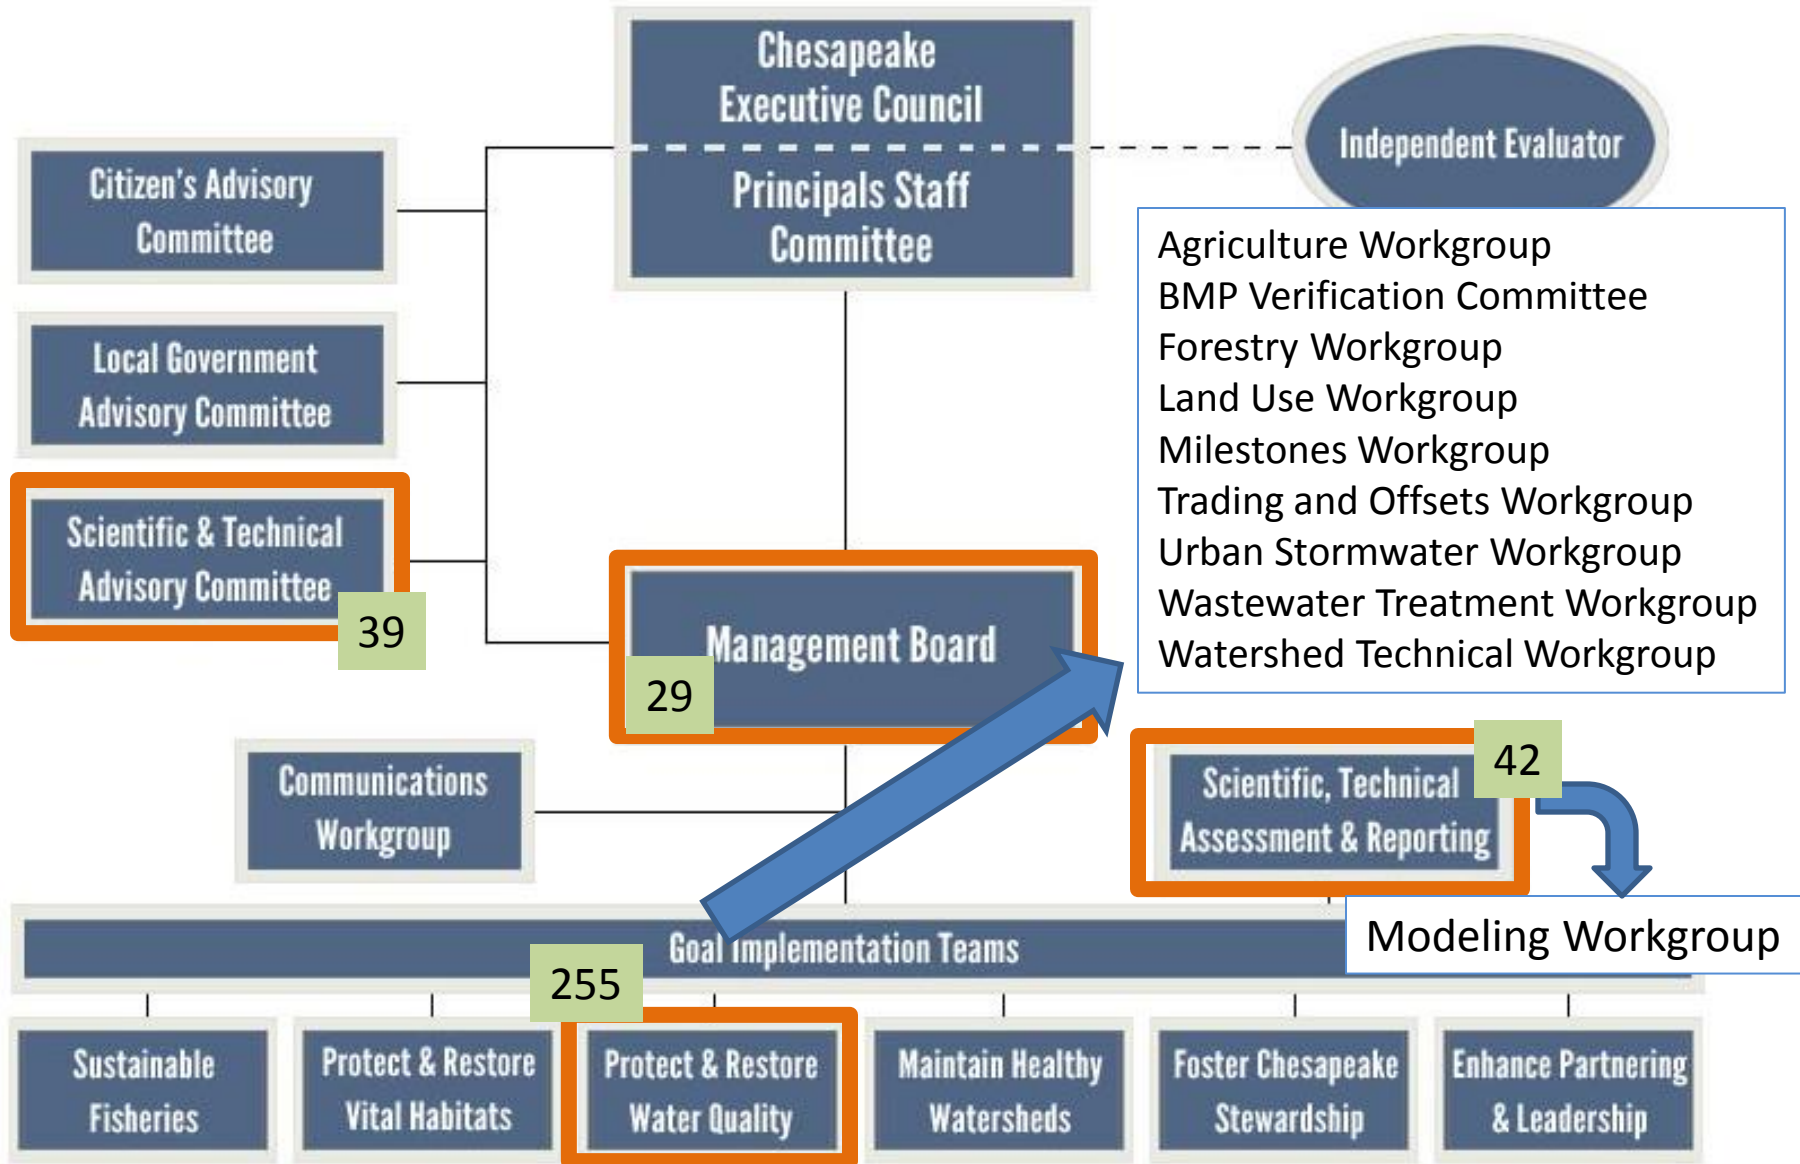 Chesapeake
Executive Council
Principals Staff
Committee
Independent Evaluator
Citizen's Advisory
Committee
Local Government
Advisory Committee
Scientific & Technical
Advisory Committee
39
Agriculture Workgroup
BMP Verification Committee
Forestry Workgroup
Land Use Workgroup
Milestones Workgroup
Trading and Offsets Workgroup
Urban Stormwater Workgroup
Wastewater Treatment Workgroup
Watershed Technical Workgroup
Management Board
29
Communications
Workgroup
Scientific, Technical
Assessment & Reporting
42
Modeling Workgroup
Goal Implementation Teams
255
Sustainable
Fisheries
Protect & Restore
Vital Habitats
Protect & Restore
Water Quality
Maintain Healthy
Watersheds
Foster Chesapeake
Stewardship
Enhance Partnering
& Leadership